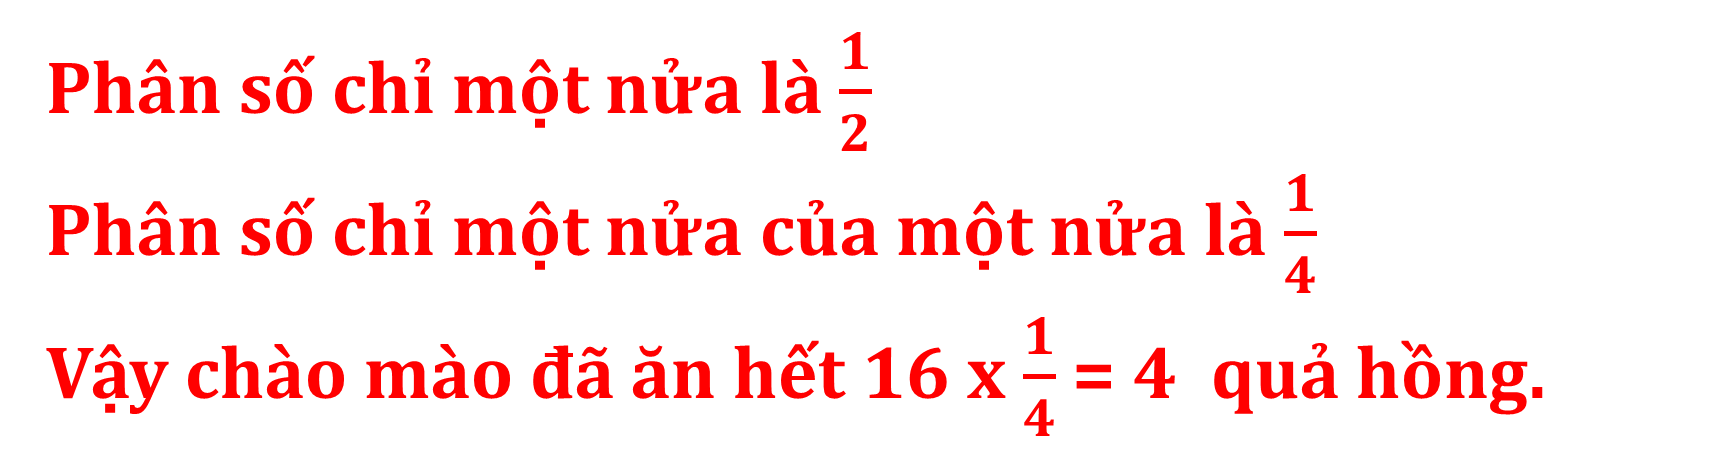 Phân số chỉ một nửa là 1/2
Phân số chỉ một nửa của một nửa là 1/4
Vậy chào mào đã ăn hết 16 x 1/4 = 4 quả hồng.